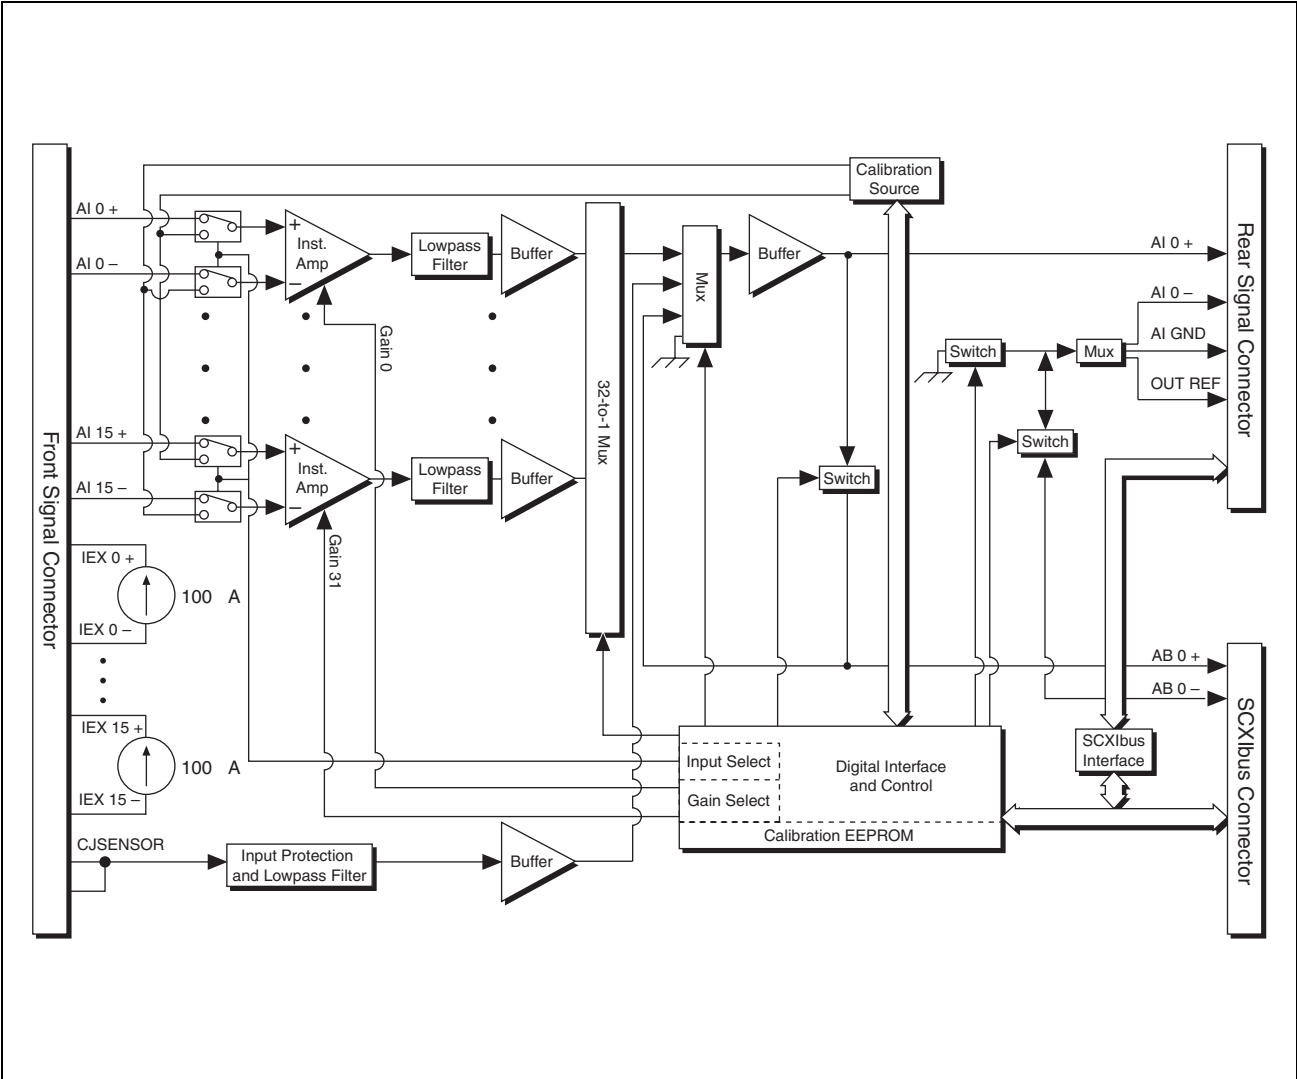 Front Signal Connector
AI 0 +
AI 0 –
AI 15 +
AI 15 –
IEX 0 +
100 A
IEX 0 –
IEX 15 +
100 A
IEX 15 –
CJSENSOR
+
Inst.
Amp
–
Gain 0
+
Inst.
Amp
–
Gain 31
Lowpass
Filter
Buffer
Lowpass
Filter
Buffer
Input Protection
and Lowpass Filter
Buffer
32-to-1 Mux
Mux
Buffer
Calibration
Source
Switch
Switch
Switch
Mux
Input Select
Gain Select
Digital Interface
and Control
Calibration EEPROM
SCXIbus
Interface
AI 0 +
AI 0 –
AI GND
OUT REF
AB 0 +
AB 0 –
Rear Signal Connector
SCXIbus Connector